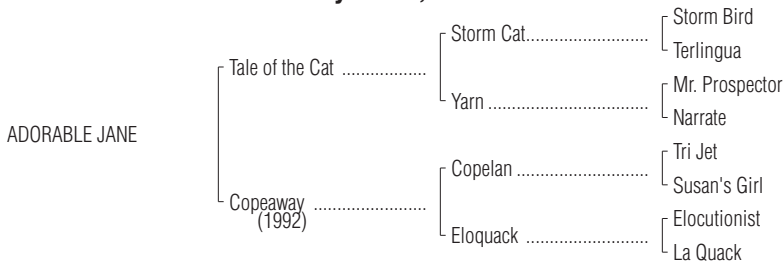 Storm Bird
Storm Cat..........................
Terlingua
Tale of the Cat ..................
Mr. Prospector
Yarn ..................................
Narrate
ADORABLE JANE
Tri Jet
Copelan ............................
Susan's Girl
Copeaway ........................
(1992)
Elocutionist
Eloquack ..........................
La Quack